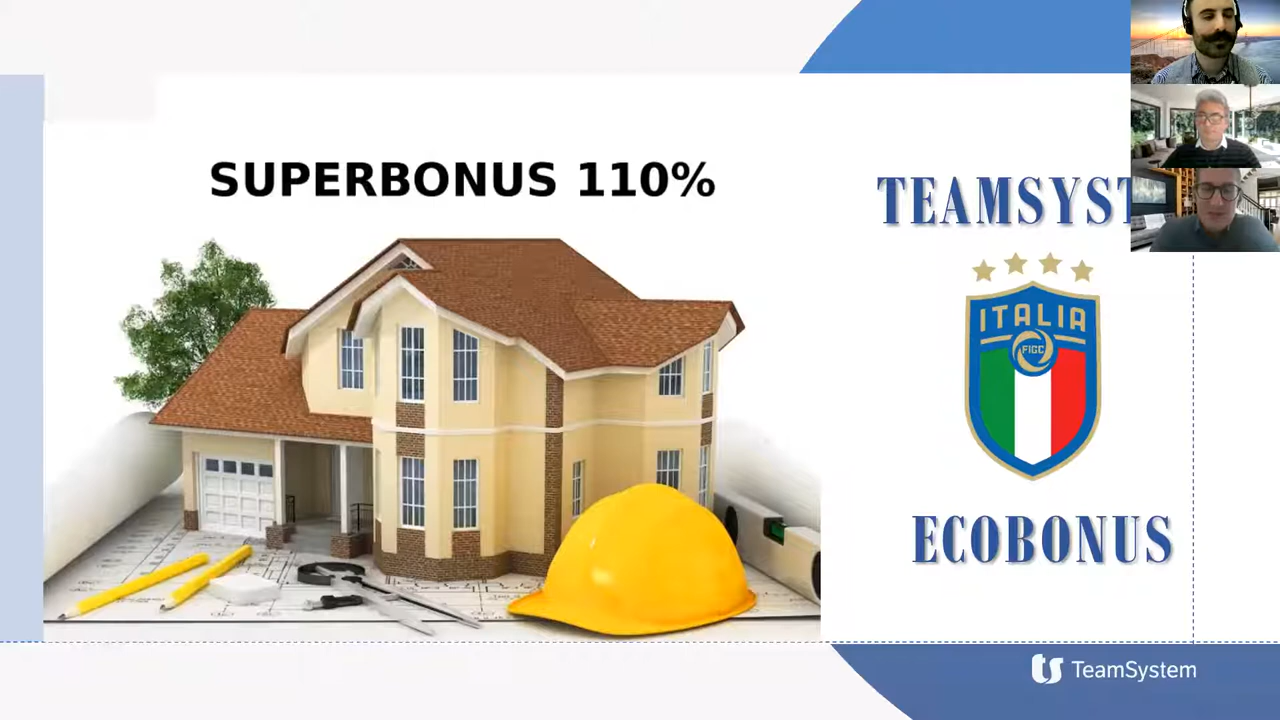 SUPERBONUS 110%
TEAMSYST
ITALIA
FIGC
ECOBONUS
TeamSystem